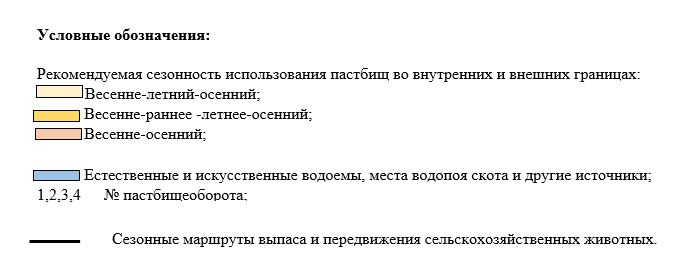 Условные обозначения:
Рекомендуемая сезонность использования пастбищ во внутренних и внешних границах:
Весенне-летний-осенний;
Весенне-раннее -летнее-осенний;
Весенне-осенний;
Естественные и искусственные водоемы, места водопоя скота и другие источники;
1,2,3,4 № пастбищеоборота;
Сезонные маршруты выпаса и передвижения сельскохозяйственных животных.